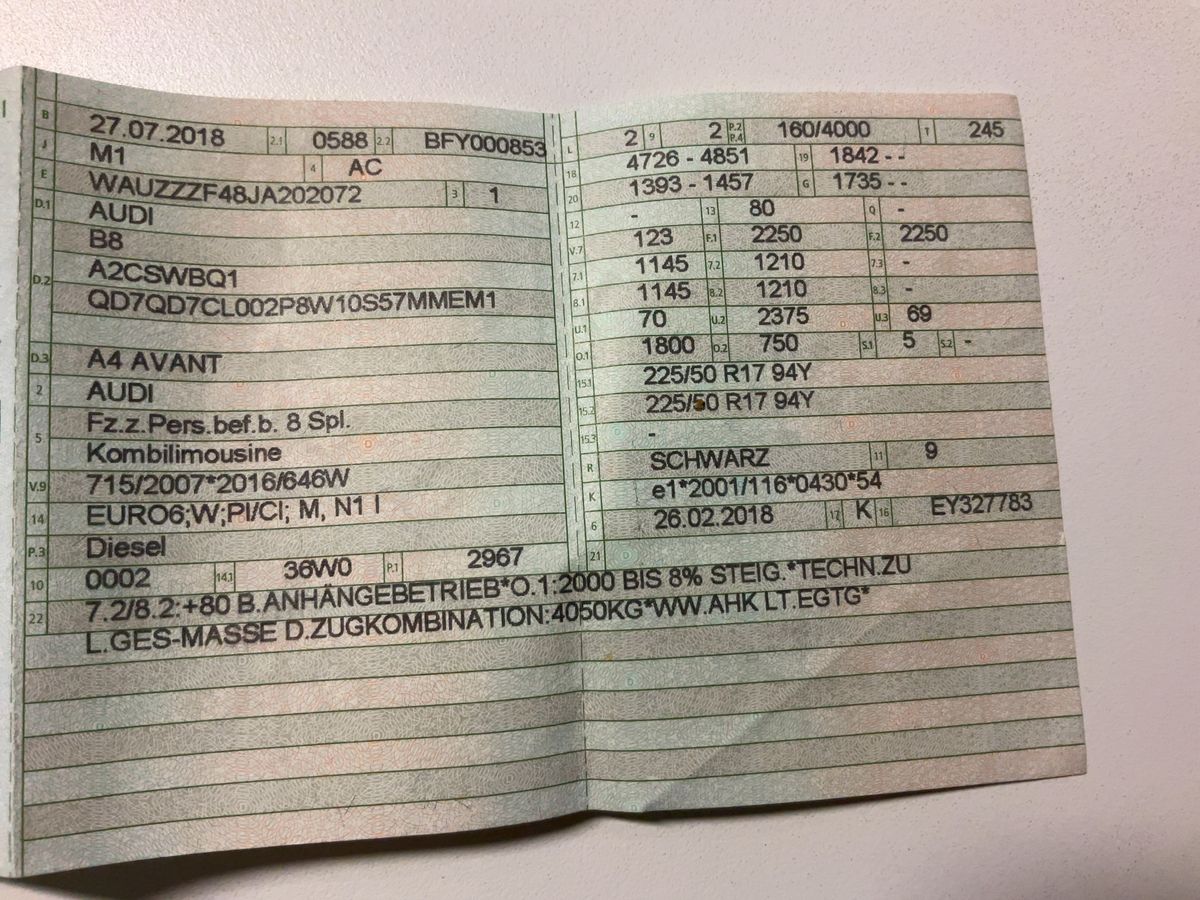 B 27.07.2018 2.1 0588 2.2 BFY000853
J M1 4 AC
E WAUZZZF48JA202072 3 1
D.1 AUDI
B8
D.2 A2CSWBQ1
QD7QD7CL002P8W10S57MMEM1
D.3 A4 AVANT
2 AUDI
5 Fz.z.Pers.bef.b. 8 Spl.
Kombilimousine
V.9 715/2007*2016/646W
14 EURO6;W;PI/CI; M, N1 I
P.3 Diesel
10 0002 14.1 36W0 P.1 2967
L 2 9 2 P.2 P.4 160/4000 T 245
18 4726 - 4851 19 1842 - -
20 1393 - 1457 G 1735 - -
12 - 13 80 Q -
V.7 123 F.1 2250 F.2 2250
7.1 1145 7.2 1210 7.3 -
8.1 1145 8.2 1210 8.3 -
U.1 70 U.2 2375 U.3 69
O.1 1800 O.2 750 S.1 5 S.2 -
15.1 225/50 R17 94Y
15.2 225/50 R17 94Y
15.3 -
R SCHWARZ 11 9
K e1*2001/116*0430*54
6 26.02.2018 17 K 16 EY327783
21
22 7.2/8.2:+80 B.ANHÄNGEBETRIEB*O.1:2000 BIS 8% STEIG.*TECHN.ZU
L.GES-MASSE D.ZUGKOMBINATION:4050KG*WW.AHK LT.EGTG*